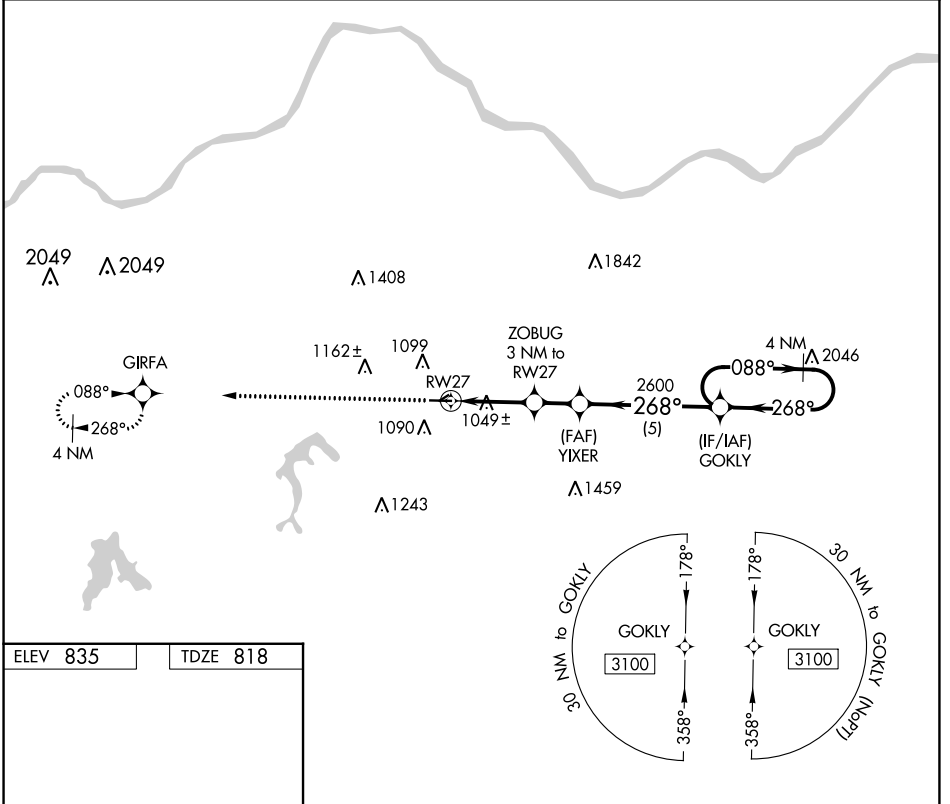 2049
2049
1408
1842
ZOBUG
3 NM to
RW27
4 NM
2046
1162±
1099
GIRFA
RW27
2600
088°
088°
268°
268°
(5)
268°
1049±
1090
4 NM
(FAF)
YIXER
(IF/IAF)
GOKLY
1459
1243
30 NM to GOKLY
178°
178°
30 NM to GOKLY (NoPT)
GOKLY
GOKLY
3100
3100
358°
358°
ELEV 835
TDZE 818